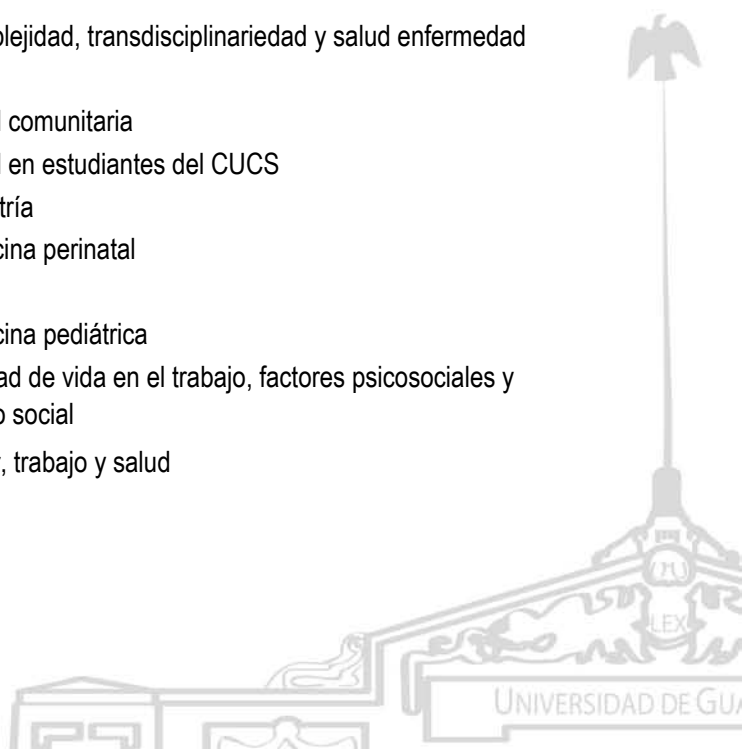 lejidad, transdisciplinariedad y salud enfermedad
comunitaria
en estudiantes del CUCS
tría
cina perinatal
cina pediátrica
ad de vida en el trabajo, factores psicosociales y
o social
, trabajo y salud
LEX
UNIVERSIDAD DE GUA